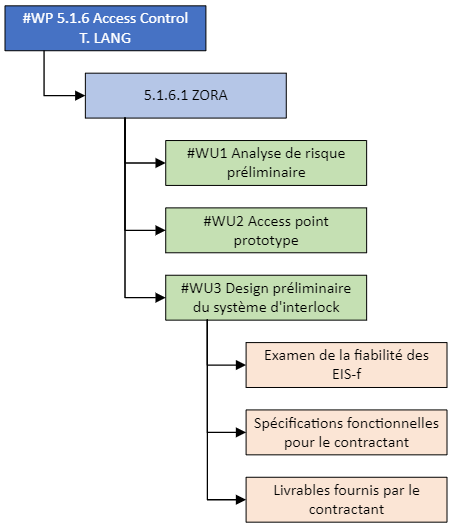 #WP 5.1.6 Access Control
T. LANG
5.1.6.1 ZORA
#WU1 Analyse de risque
préliminaire
#WU2 Access point
prototype
#WU3 Design préliminaire
du système d'interlock
Examen de la fiabilité des
EIS-f
Spécifications fonctionnelles
pour le contractant
Livrables fournis par le
contractant